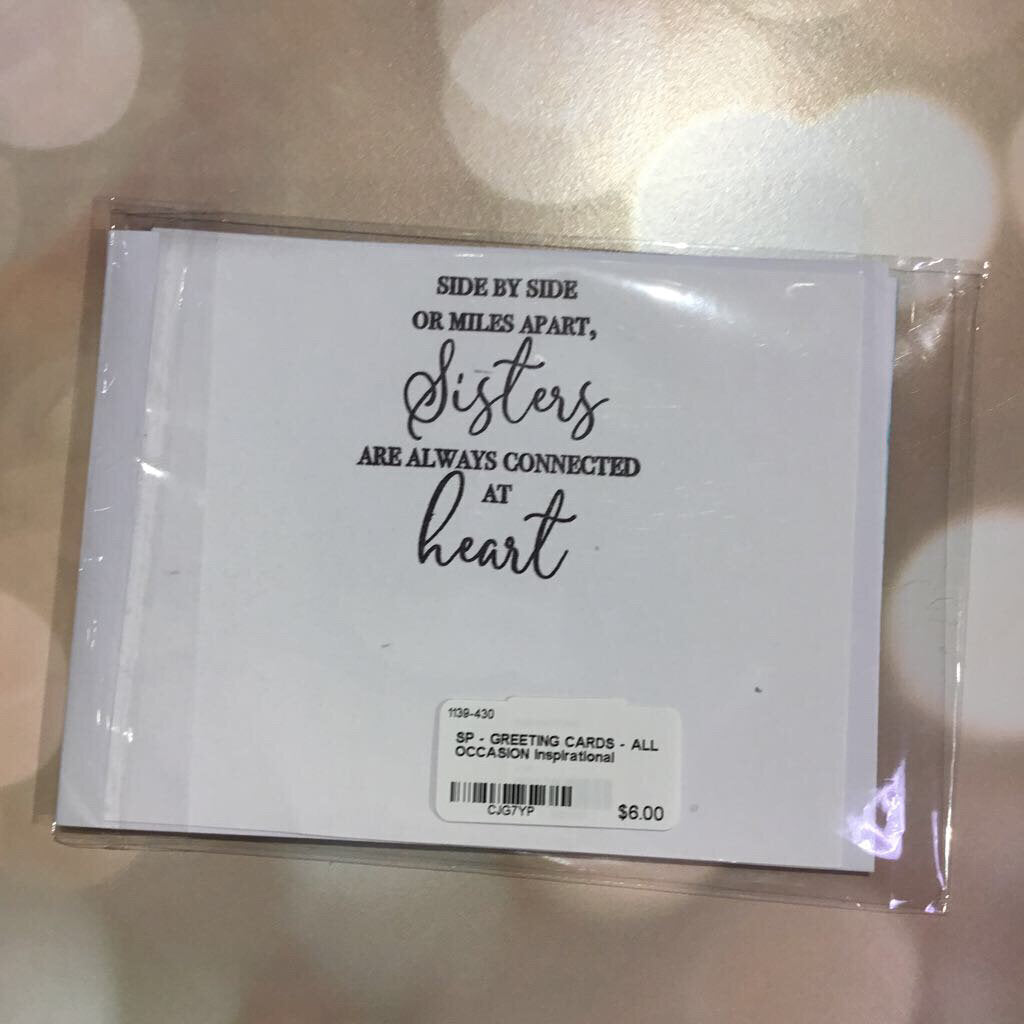 SIDE BY SIDE
OR MILES APART,
Sisters
ARE ALWAYS CONNECTED
AT
heart
1139-430
SP - GREETING CARDS - ALL
OCCASION Inspirational
CJG7YP
$6.00